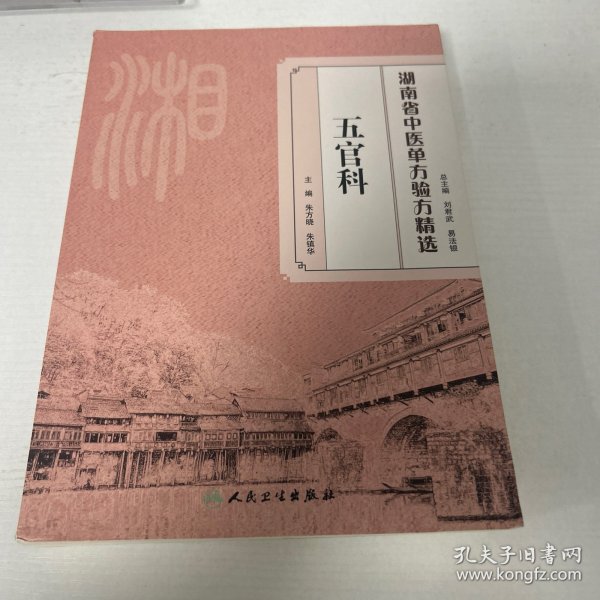 湘
湖南省中医单方验方精选
总主编 刘君武 易法银
五官科
主编 朱方晓 朱镇华
人民卫生出版社
孔夫子旧书网
www.kongfz.com